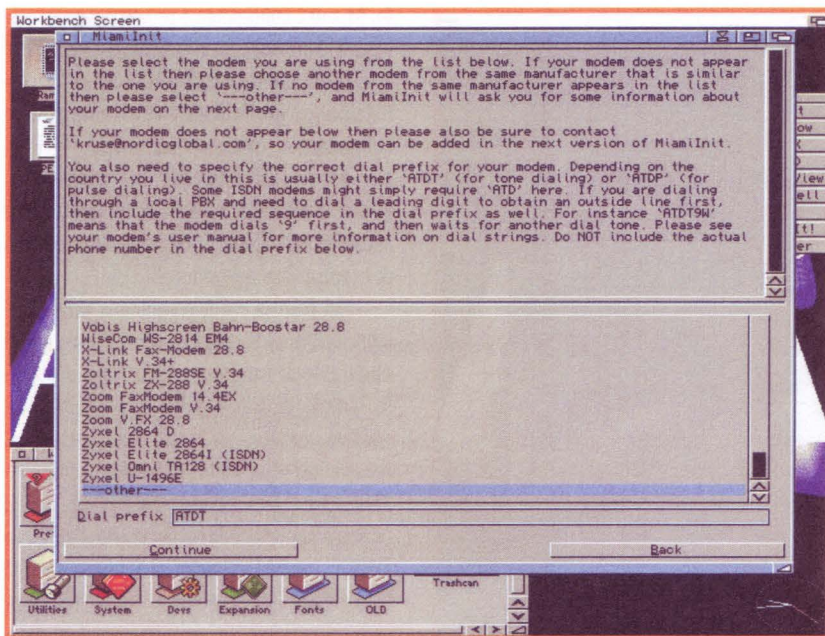 Workbench Screen
MiamiInit
Please select the modem you are using from the list below. If your modem does not appear
in the list then please choose another modem from the same manufacturer that is similar
to the one you are using. If no modem from the same manufacturer appears in the list
then please select '---other---', and MiamiInit will ask you for some information about
your modem on the next page.
If your modem does not appear below then please also be sure to contact
'kruse@nordicglobal.com', so your modem can be added in the next version of MiamiInit.
You also need to specify the correct dial prefix for your modem. Depending on the
country you live in this is usually either 'ATDT' (for tone dialing) or 'ATDP' (for
pulse dialing). Some ISDN modems might simply require 'ATD' here. If you are dialing
through a local PBX and need to dial a leading digit to obtain an outside line first,
then include the required sequence in the dial prefix as well. For instance 'ATDT9W'
means that the modem dials '9' first, and then waits for another dial tone. Please see
your modem's user manual for more information on dial strings. Do NOT include the actual
phone number in the dial prefix below.
Vobis Highscreen Bahn-Boostar 28.8
WiseCom WS-2814 EM4
X-Link Fax-Modem 28.8
X-Link V.34+
Zoltrix FM-288SE V.34
Zoltrix ZX-288 V.34
Zoom FaxModem 14.4EX
Zoom FaxModem V.34
Zoom V.FX 28.8
Zyxel 2864 D
Zyxel Elite 2864
Zyxel Elite 2864I (ISDN)
Zyxel Omni TA128 (ISDN)
Zyxel U-1496E
---other---
Dial prefix ATDT
Continue
Back
Utilities
System
Devs
Expansion
Fonts
OLD
Trashcan